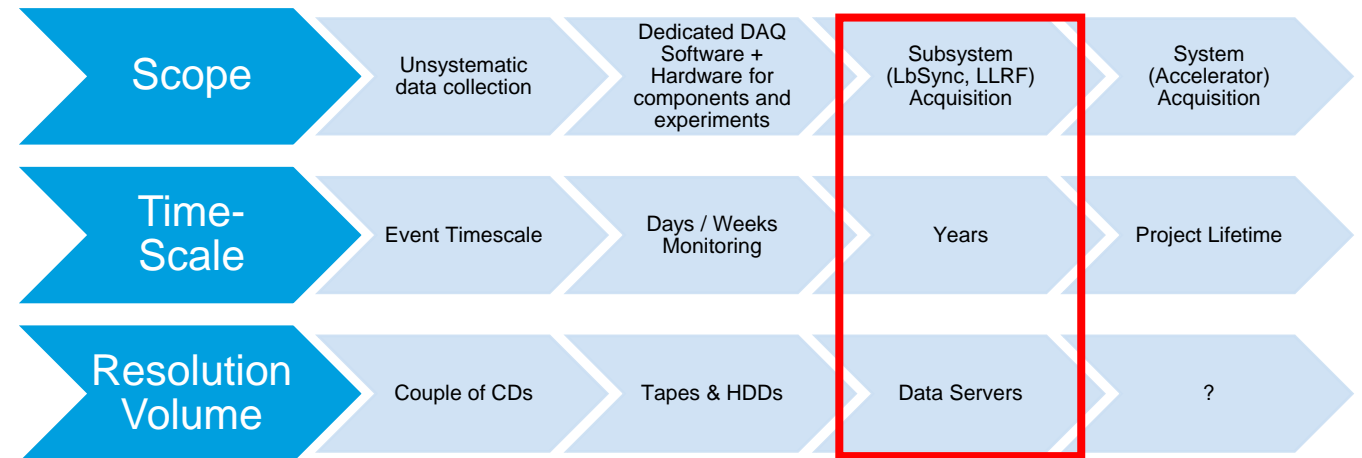 Scope
Unsystematic
data collection
Dedicated DAQ
Software +
Hardware for
components and
experiments
Subsystem
(LbSync, LLRF)
Acquisition
System
(Accelerator)
Acquisition
Time-
Scale
Event Timescale
Days / Weeks
Monitoring
Years
Project Lifetime
Resolution
Volume
Couple of CDs
Tapes & HDDs
Data Servers
?